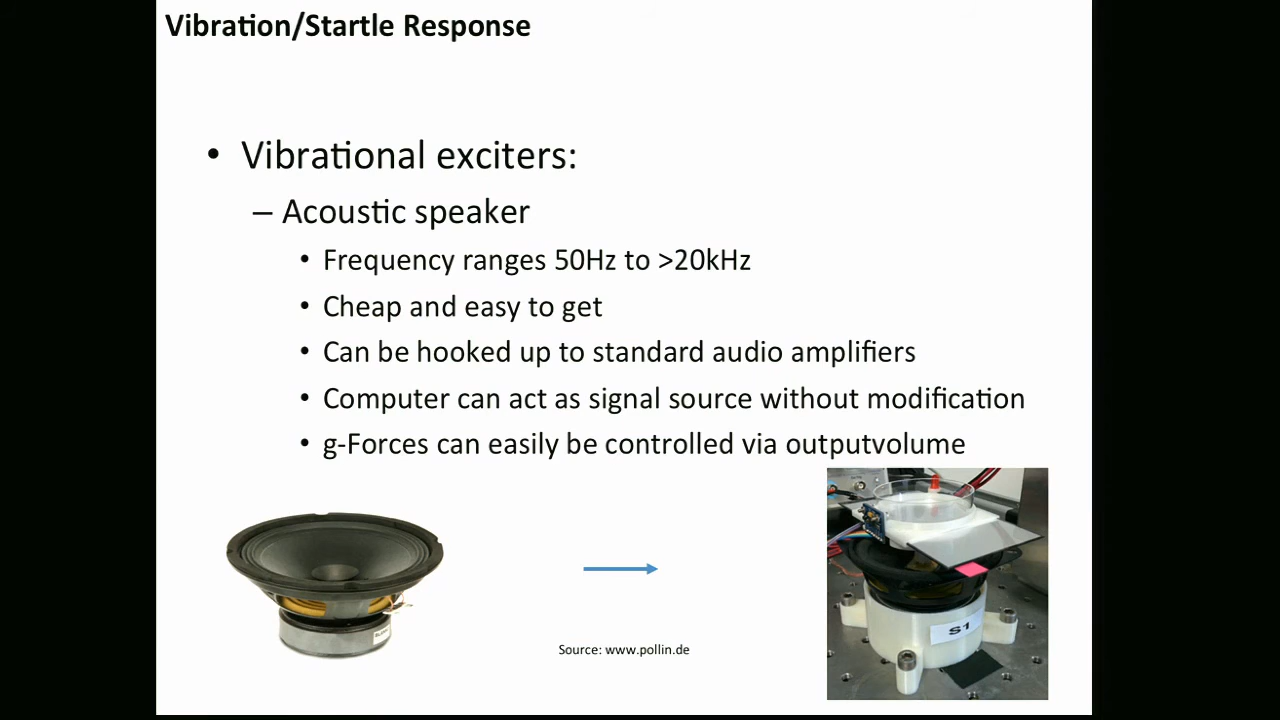 Vibration/Startle Response
• Vibrational exciters:
– Acoustic speaker
• Frequency ranges 50Hz to >20kHz
• Cheap and easy to get
• Can be hooked up to standard audio amplifiers
• Computer can act as signal source without modification
• g-Forces can easily be controlled via outputvolume
S1
Source: www.pollin.de